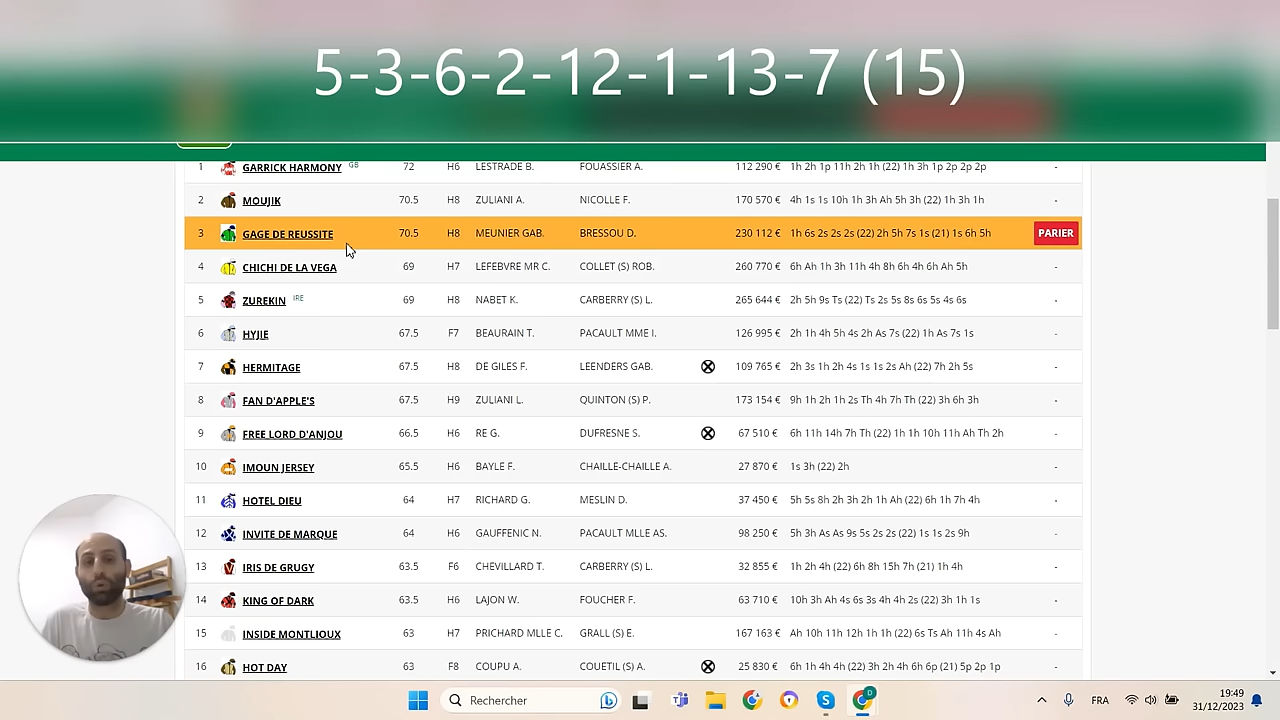 5-3-6-2-12-1-13-7 (15)
1 GARRICK HARMONY GB 72 H6 LESTRADE B. FOUASSIER A. 112 290 € 1h 2h 1p 11h 2h 1h (22) 1h 3h 1p 2p 2p 2p -
2 MOUJIK 70.5 H8 ZULIANI A. NICOLLE F. 170 570 € 4h 1s 1s 10h 1h 3h Ah 5h 3h (22) 1h 3h 1h -
3 GAGE DE REUSSITE 70.5 H8 MEUNIER GAB. BRESSOU D. 230 112 € 1h 6s 2s 2s 2s (22) 2h 5h 7s 1s (21) 1s 6h 5h PARIER
4 CHICHI DE LA VEGA 69 H7 LEFEBVRE MR C. COLLET (S) ROB. 260 770 € 6h Ah 1h 3h 11h 4h 8h 6h 4h 6h Ah 5h -
5 ZUREKIN IRE 69 H8 NABET K. CARBERRY (S) L. 265 644 € 2h 5h 9s Ts (22) Ts 2s 5s 8s 6s 5s 4s 6s -
6 HYJIE 67.5 F7 BEAURAIN T. PACAULT MME I. 126 995 € 2h 1h 4h 5h 4s 2h As 7s (22) 1h As 7s 1s -
7 HERMITAGE 67.5 H8 DE GILES F. LEENDERS GAB. 109 765 € 2h 3s 1h 2h 4s 1s 1s 2s Ah (22) 7h 2h 5s -
8 FAN D'APPLE'S 67.5 H9 ZULIANI L. QUINTON (S) P. 173 154 € 9h 1h 2h 1h 2s Th 4h 7h Th (22) 3h 6h 3h -
9 FREE LORD D'ANJOU 66.5 H6 RE G. DUFRESNE S. 67 510 € 6h 11h 14h 7h Th (22) 1h 1h 10h 11h Ah Th 2h -
10 IMOUN JERSEY 65.5 H6 BAYLE F. CHAILLE-CHAILLE A. 27 870 € 1s 3h (22) 2h -
11 HOTEL DIEU 64 H7 RICHARD G. MESLIN D. 37 450 € 5h 5s 8h 2h 3h 2h 1h Ah (22) 6h 1h 7h 4h -
12 INVITE DE MARQUE 64 H6 GAUFFENIC N. PACAULT MLLE AS. 98 250 € 5h 3h As As 9s 5s 2s 2s (22) 1s 1s 2s 9h -
13 IRIS DE GRUGY 63.5 F6 CHEVILLARD T. CARBERRY (S) L. 32 855 € 1h 2h 4h (22) 6h 8h 15h 7h (21) 1h 4h -
14 KING OF DARK 63.5 H6 LAJON W. FOUCHER F. 63 710 € 10h 3h Ah 4s 6s 3s 4h 4h 2s (22) 3h 1h 1s -
15 INSIDE MONTLIOUX 63 H7 PRICHARD MLLE C. GRALL (S) E. 167 163 € Ah 10h 11h 12h 1h 1h (22) 6s Ts Ah 11h 4s Ah -
16 HOT DAY 63 F8 COUPU A. COUETIL (S) A. 25 830 € 6h 1h 4h 4h (22) 3h 2h 4h 6h 6p (21) 5p 2p 1p -
Rechercher FRA 19:49
31/12/2023